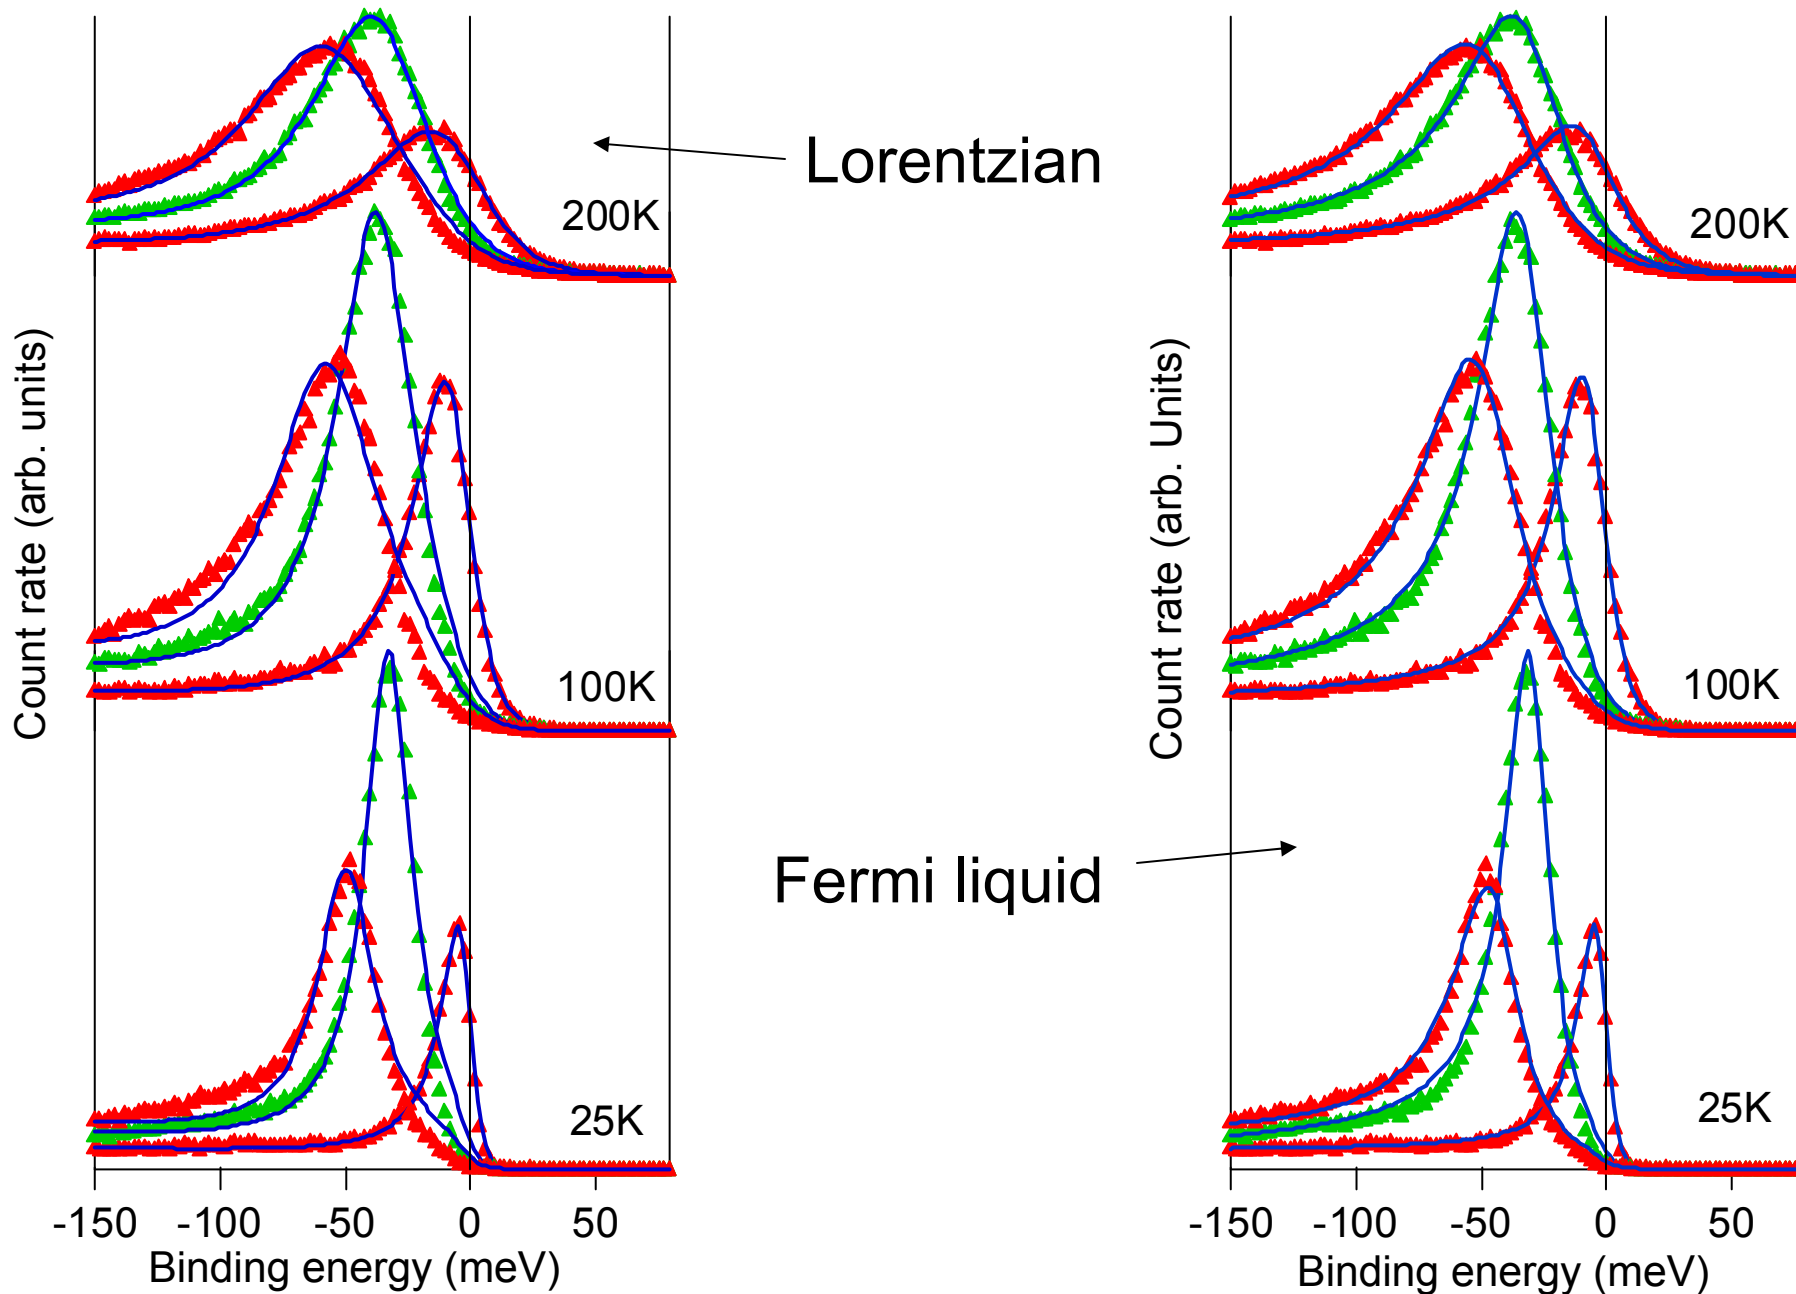 Lorentzian
200K
200K
Count rate (arb. units)
Count rate (arb. Units)
100K
100K
Fermi liquid
25K
25K
-150 -100 -50 0 50
-150 -100 -50 0 50
Binding energy (meV)
Binding energy (meV)